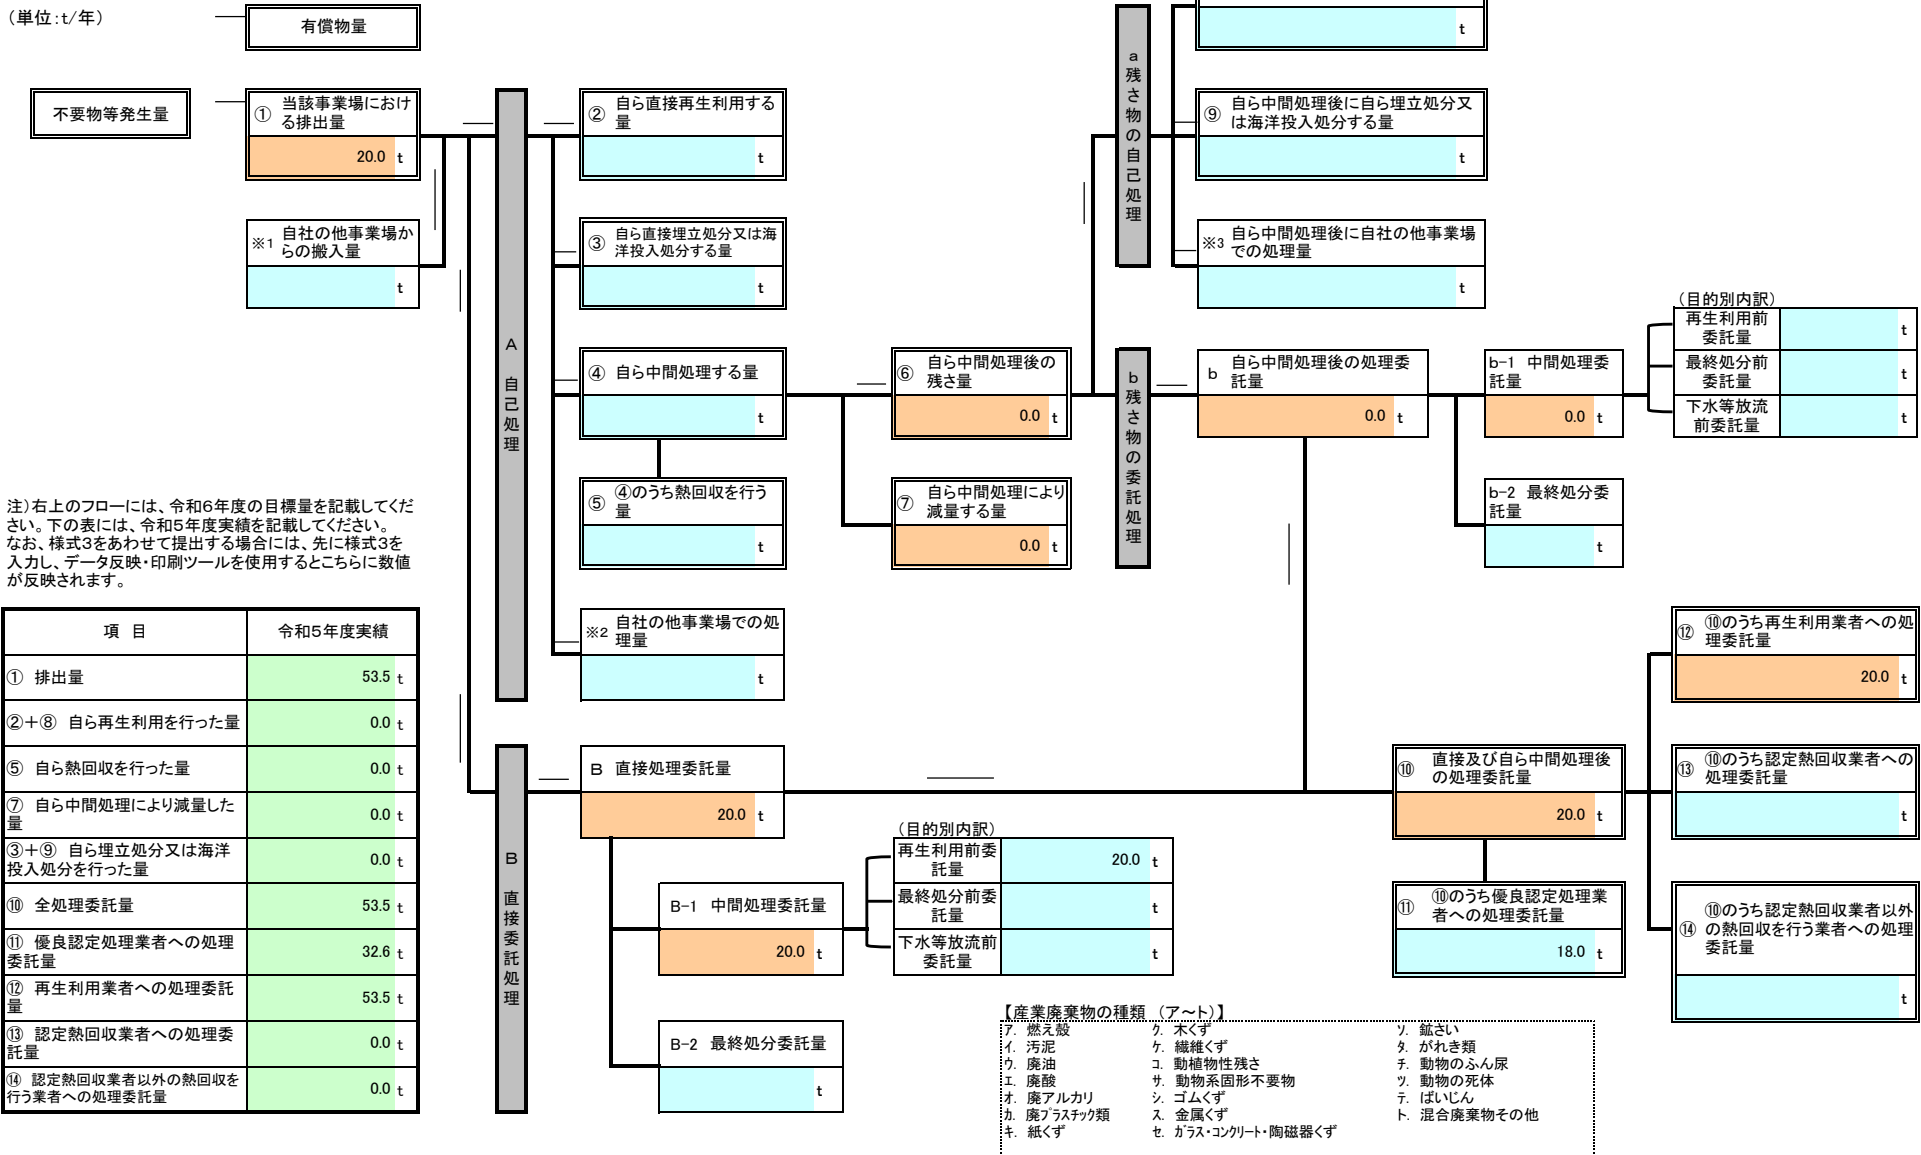 （単位:ｔ/年）
有償物量
t
不要物等発生量
① 当該事業場におけ
る排出量
20.0 t
※1 自社の他事業場か
らの搬入量
t
A 自己処理
② 自ら直接再生利用する
量
t
③ 自ら直接埋立処分又は海
洋投入処分する量
t
④ 自ら中間処理する量
t
⑤ ④のうち熱回収を行う
量
t
※2 自社の他事業場での処
理量
t
⑥ 自ら中間処理後の
残さ量
0.0 t
⑦ 自ら中間処理により
減量する量
0.0 t
a残さ物の自己処理
⑨ 自ら中間処理後に自ら埋立処分又
は海洋投入処分する量
t
※3 自ら中間処理後に自社の他事業場
での処理量
t
b残さ物の委託処理
b 自ら中間処理後の処理委
託量
0.0 t
b-1 中間処理委
託量
0.0 t
b-2 最終処分委
託量
t
（目的別内訳）
再生利用前
委託量
t
最終処分前
委託量
t
下水等放流
前委託量
t
注）右上のフローには、令和６年度の目標量を記載してくだ
さい。下の表には、令和５年度実績を記載してください。
なお、様式３をあわせて提出する場合には、先に様式３を
入力し、データ反映・印刷ツールを使用するとこちらに数値
が反映されます。
項 目 令和５年度実績
① 排出量 53.5 t
②＋⑧ 自ら再生利用を行った量 0.0 t
⑤ 自ら熱回収を行った量 0.0 t
⑦ 自ら中間処理により減量した
量 0.0 t
③＋⑨ 自ら埋立処分又は海洋
投入処分を行った量 0.0 t
⑩ 全処理委託量 53.5 t
⑪ 優良認定処理業者への処理
委託量 32.6 t
⑫ 再生利用業者への処理委託
量 53.5 t
⑬ 認定熱回収業者への処理委
託量 0.0 t
⑭ 認定熱回収業者以外の熱回収を
行う業者への処理委託量 0.0 t
B 直接委託処理
B 直接処理委託量
20.0 t
B-1 中間処理委託量
20.0 t
B-2 最終処分委託量
t
（目的別内訳）
再生利用前委
託量
20.0 t
最終処分前委
託量
t
下水等放流前
委託量
t
⑩ 直接及び自ら中間処理後
の処理委託量
20.0 t
⑪ ⑩のうち優良認定処理業
者への処理委託量
18.0 t
⑫ ⑩のうち再生利用業者への処
理委託量
20.0 t
⑬ ⑩のうち認定熱回収業者への
処理委託量
t
⑭ ⑩のうち認定熱回収業者以外
の熱回収を行う業者への処理
委託量
t
【産業廃棄物の種類 （ア～ト）】
ア. 燃え殻 ク. 木くず ソ. 鉱さい
イ. 汚泥 ケ. 繊維くず タ. がれき類
ウ. 廃油 コ. 動植物性残さ チ. 動物のふん尿
エ. 廃酸 サ. 動物系固形不要物 ツ. 動物の死体
オ. 廃アルカリ シ. ゴムくず テ. ばいじん
カ. 廃プラスチック類 ス. 金属くず ト. 混合廃棄物その他
キ. 紙くず セ. ガラス・コンクリート・陶磁器くず